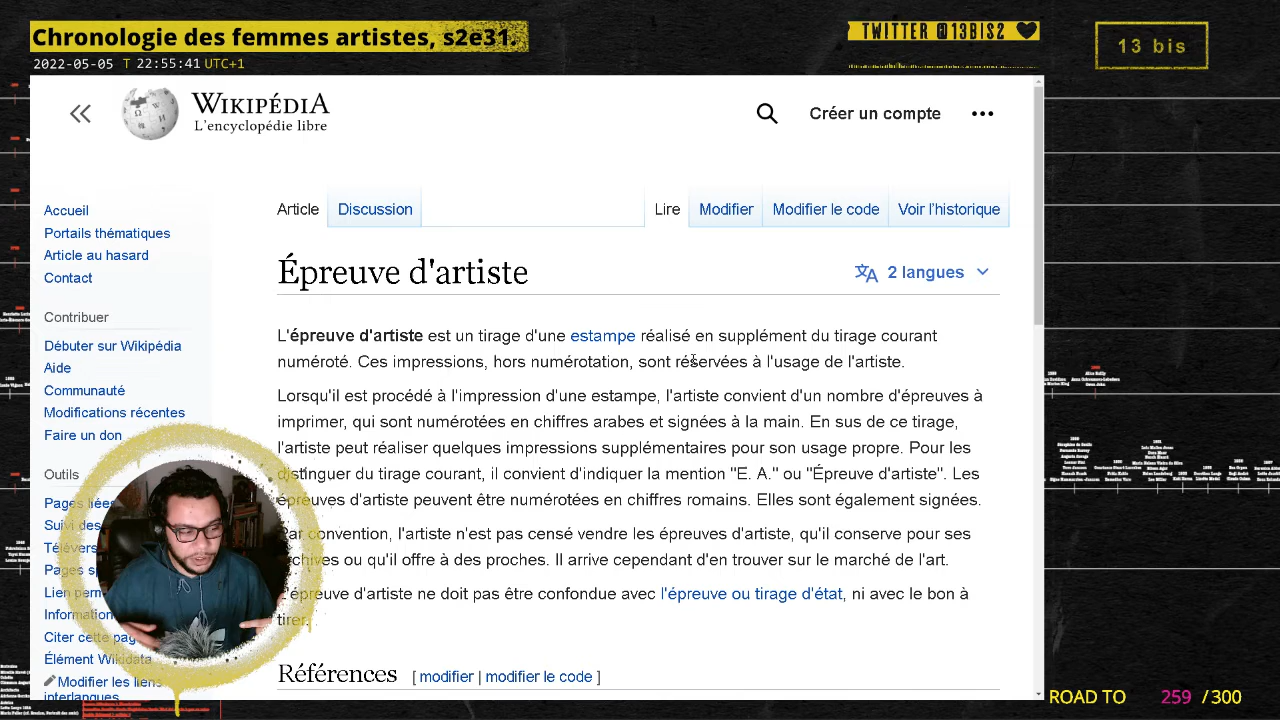 Chronologie des femmes artistes, s2e31.
2022-05-05 T 22:55:41 UTC+1
TWITTER @13BIS2
13 bis
WIKIPÉDIA
L'encyclopédie libre
Créer un compte
Accueil
Portails thématiques
Article au hasard
Contact
Contribuer
Débuter sur Wikipédia
Aide
Communauté
Modifications récentes
Faire un don
Outils
Pages liées
Suivi des
Télévers
Pages sp
Lien perm
Information
Citer cette pag
Élément Wikidata
Modifier les liens
interlangues
Article
Discussion
Lire
Modifier
Modifier le code
Voir l'historique
Épreuve d'artiste
2 langues
L'épreuve d'artiste est un tirage d'une estampe réalisé en supplément du tirage courant
numéroté. Ces impressions, hors numérotation, sont réservées à l'usage de l'artiste.
Lorsqu'il est procédé à l'impression d'une estampe, l'artiste convient d'un nombre d'épreuves à
imprimer, qui sont numérotées en chiffres arabes et signées à la main. En sus de ce tirage,
l'artiste peut réaliser quelques impressions supplémentaires pour son usage propre. Pour les
distinguer du tirage courant, il convient d'indiquer la mention "E. A." ou "Épreuve d'artiste". Les
épreuves d'artiste peuvent être numérotées en chiffres romains. Elles sont également signées.
Par convention, l'artiste n'est pas censé vendre les épreuves d'artiste, qu'il conserve pour ses
archives ou qu'il offre à des proches. Il arrive cependant d'en trouver sur le marché de l'art.
L'épreuve d'artiste ne doit pas être confondue avec l'épreuve ou tirage d'état, ni avec le bon à
tirer.
Références [ modifier | modifier le code ]
ROAD TO 259 / 300